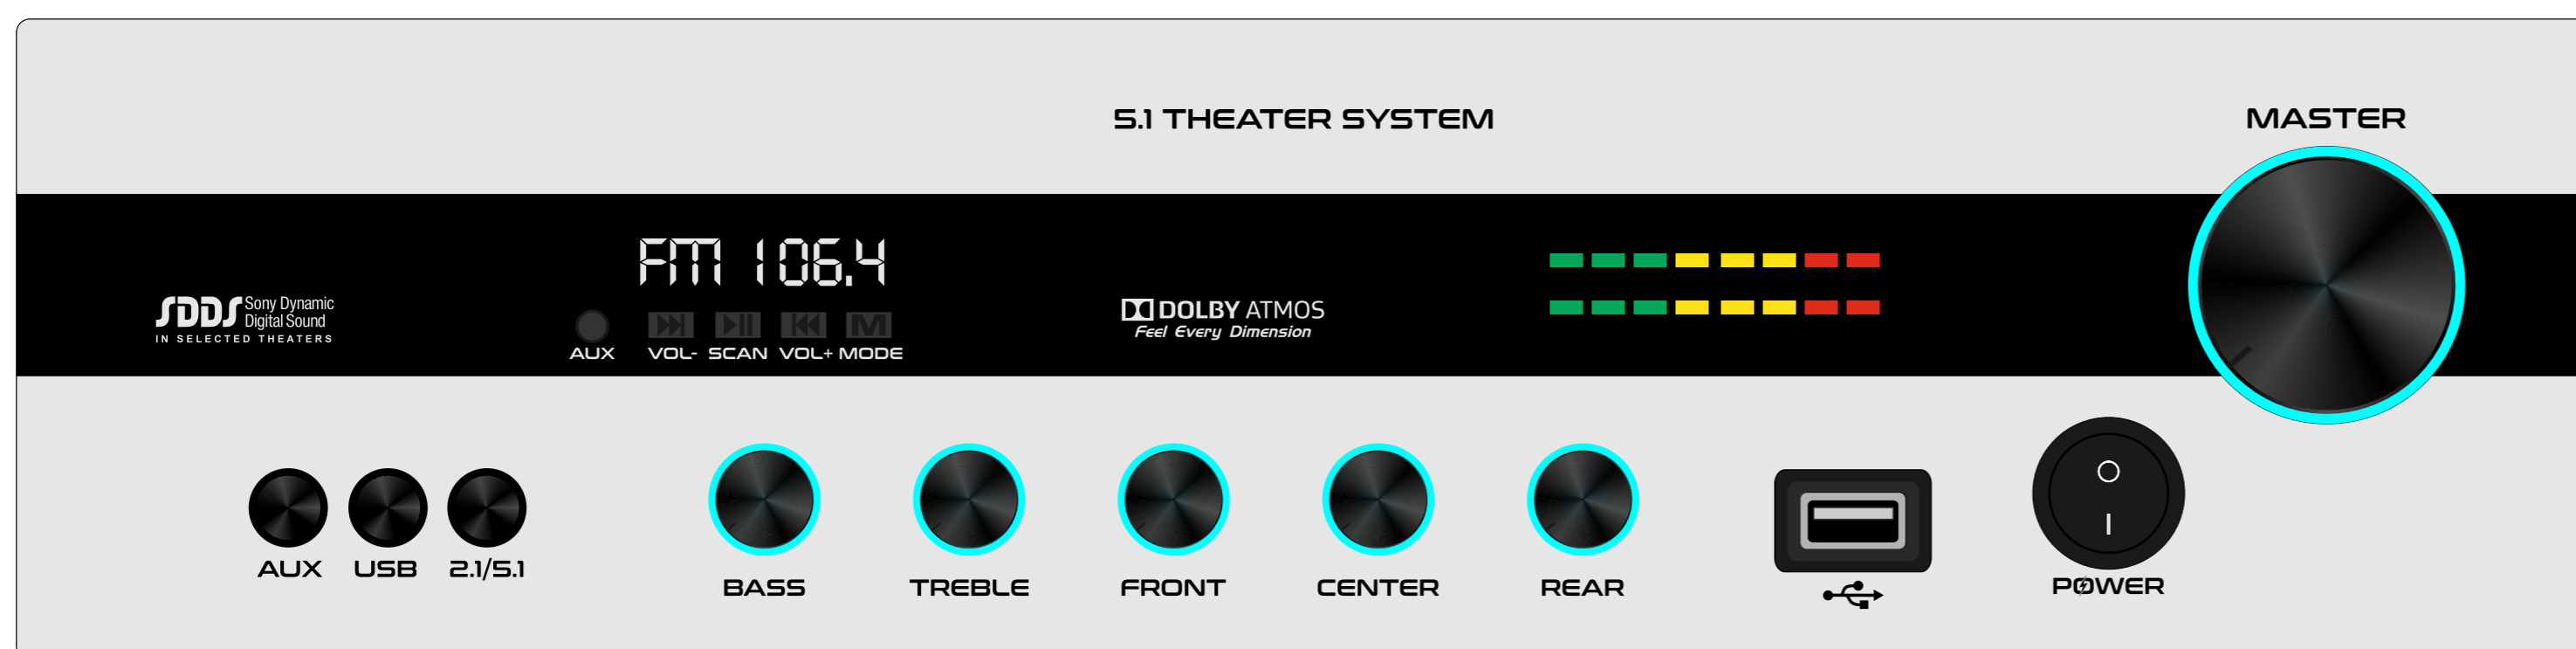 5.1 THEATER SYSTEM
MASTER
FM 106.4
SDDS Sony Dynamic
Digital Sound
IN SELECTED THEATERS
M
AUX VOL- SCAN VOL+ MODE
DOLBY ATMOS
Feel Every Dimension
AUX USB 2.1/5.1
BASS TREBLE FRONT CENTER REAR
POWER